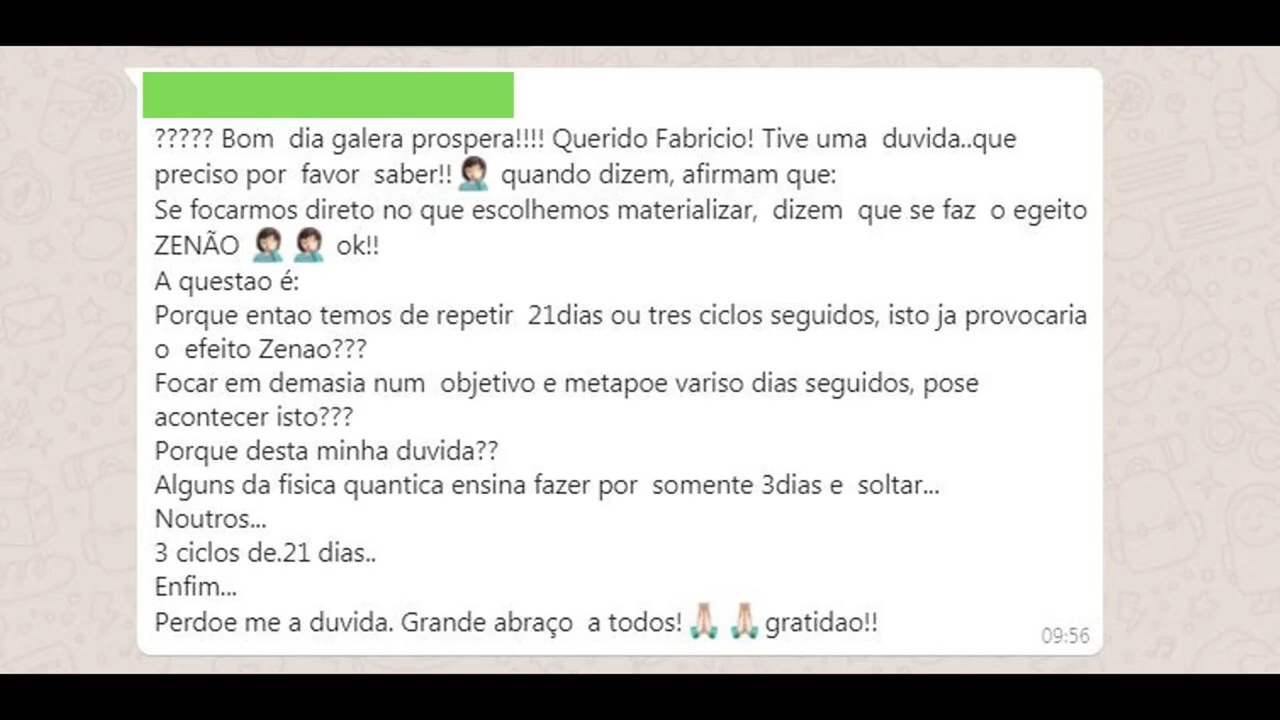 ????? Bom dia galera prospera!!!! Querido Fabricio! Tive uma duvida..que
preciso por favor saber!! 🤦🏻‍♀️ quando dizem, afirmam que:
Se focarmos direto no que escolhemos materializar, dizem que se faz o egeito
ZENÃO 🤦🏻‍♀️ 🤦🏻‍♀️ ok!!
A questao é:
Porque entao temos de repetir 21dias ou tres ciclos seguidos, isto ja provocaria
o efeito Zenao???
Focar em demasia num objetivo e metapoe variso dias seguidos, pose
acontecer isto???
Porque desta minha duvida??
Alguns da fisica quantica ensina fazer por somente 3dias e soltar...
Noutros...
3 ciclos de.21 dias..
Enfim...
Perdoe me a duvida. Grande abraço a todos! 🙏🏻 🙏🏻 gratidao!!
09:56